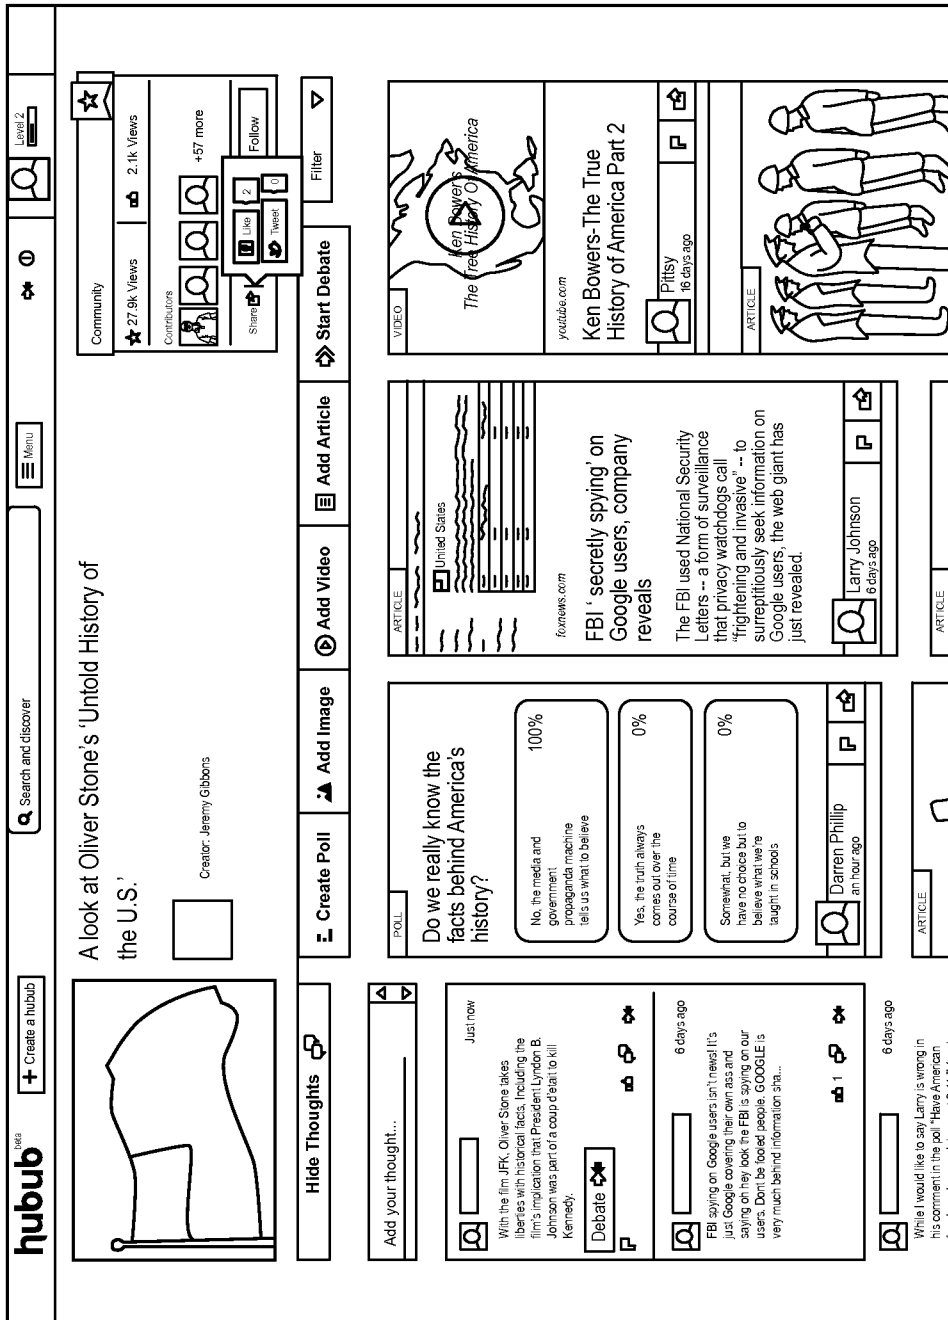 hubub
beta
+ Create a hubub
Search and discover
Menu
Level 2
A look at Oliver Stone's 'Untold History of
the U.S.'
Creator: Jeremy Gibbons
Community
27.9k Views
2.1k Views
Contributors
+57 more
Share
Follow
Like
2
Tweet
0
Hide Thoughts
Create Poll
Add Image
Add Video
Add Article
Start Debate
Filter
Add your thought...
Just now
With the film JFK, Oliver Stone takes
liberties with historical facts, Including the
film's implication that President Lyndon B.
Johnson was part of a coup d'etait to kill
Kennedy.
Debate
6 days ago
FBI spying on Google users isn't news! It's
just Google covering their own ass and
saying oh hey look the FBI is spying on our
users. Dont be fooled people. GOOGLE is
very much behind information sha...
1
6 days ago
While I would like to say Larry is wrong in
his comment in the poll "Have American
POLL
Do we really know the
facts behind America's
history?
No, the media and
government
propaganda machine
tells us what to believe
100%
Yes, the truth always
comes out over the
course of time
0%
Somewhat, but we
have no choice but to
believe what we're
taught in schools
0%
Darren Phillip
an hour ago
ARTICLE
ARTICLE
United States
foxnews.com
FBI ' secretly spying' on
Google users, company
reveals
The FBI used National Security
Letters -- a form of surveillance
that privacy watchdogs call
"frightening and invasive" -- to
surreptitiously seek information on
Google users, the web giant has
just revealed.
Larry Johnson
6 days ago
ARTICLE
VIDEO
Ken Bowers
The Tree History Of America
youtube.com
Ken Bowers-The True
History of America Part 2
Pittsy
16 days ago
ARTICLE